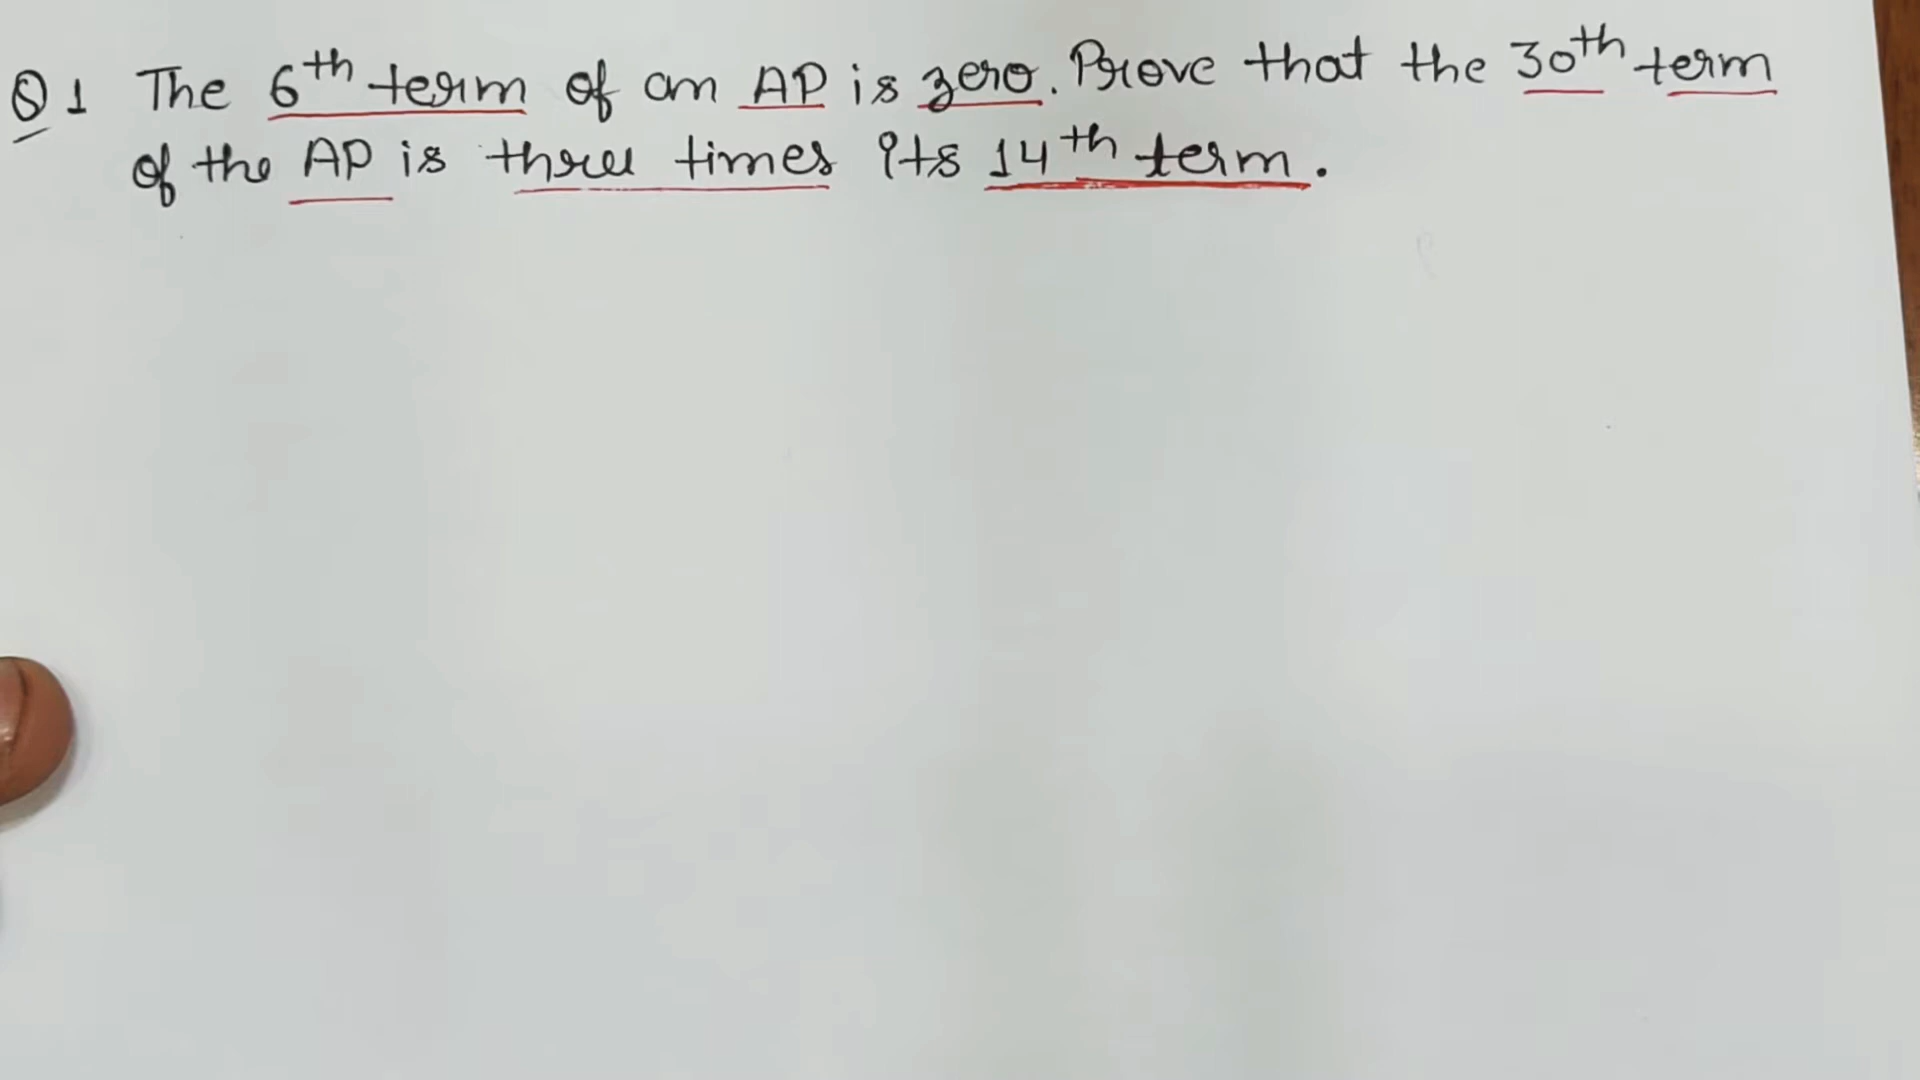 Q1 The 6th term of an AP is zero. Prove that the 30th term
of the AP is three times its 14th term.